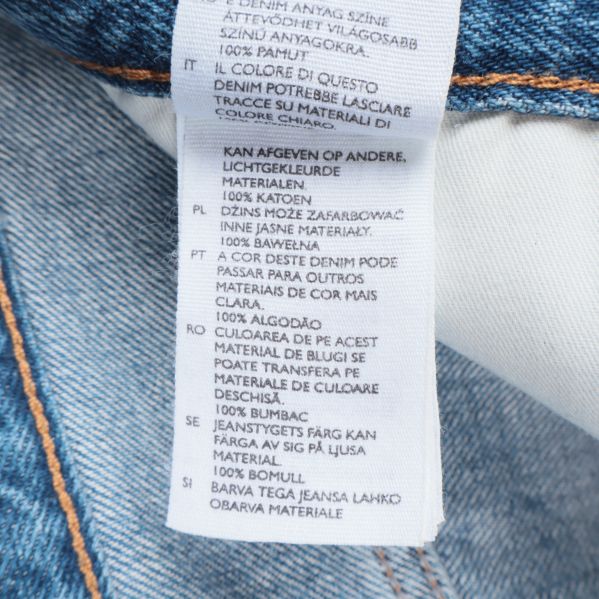 E DENIM ANYAG SZÍNE
ÁTTEVŐDHET VILÁGOSABB
SZÍNŰ ANYAGOKRA.
100% PAMUT
IT IL COLORE DI QUESTO
DENIM POTREBBE LASCIARE
TRACCE SU MATERIALI DI
COLORE CHIARO.
KAN AFGEVEN OP ANDERE,
LICHTGEKLEURDE
MATERIALEN.
100% KATOEN
PL DŻINS MOŻE ZAFARBOWAĆ
INNE JASNE MATERIAŁY.
100% BAWEŁNA
PT A COR DESTE DENIM PODE
PASSAR PARA OUTROS
MATERIAIS DE COR MAIS
CLARA.
100% ALGODÃO
RO CULOAREA DE PE ACEST
MATERIAL DE BLUGI SE
POATE TRANSFERA PE
MATERIALE DE CULOARE
DESCHISĂ.
100% BUMBAC
SE JEANSTYGETS FÄRG KAN
FÄRGA AV SIG PÅ LJUSA
MATERIAL.
100% BOMULL
SI BARVA TEGA JEANSA LAHKO
OBARVA MATERIALE